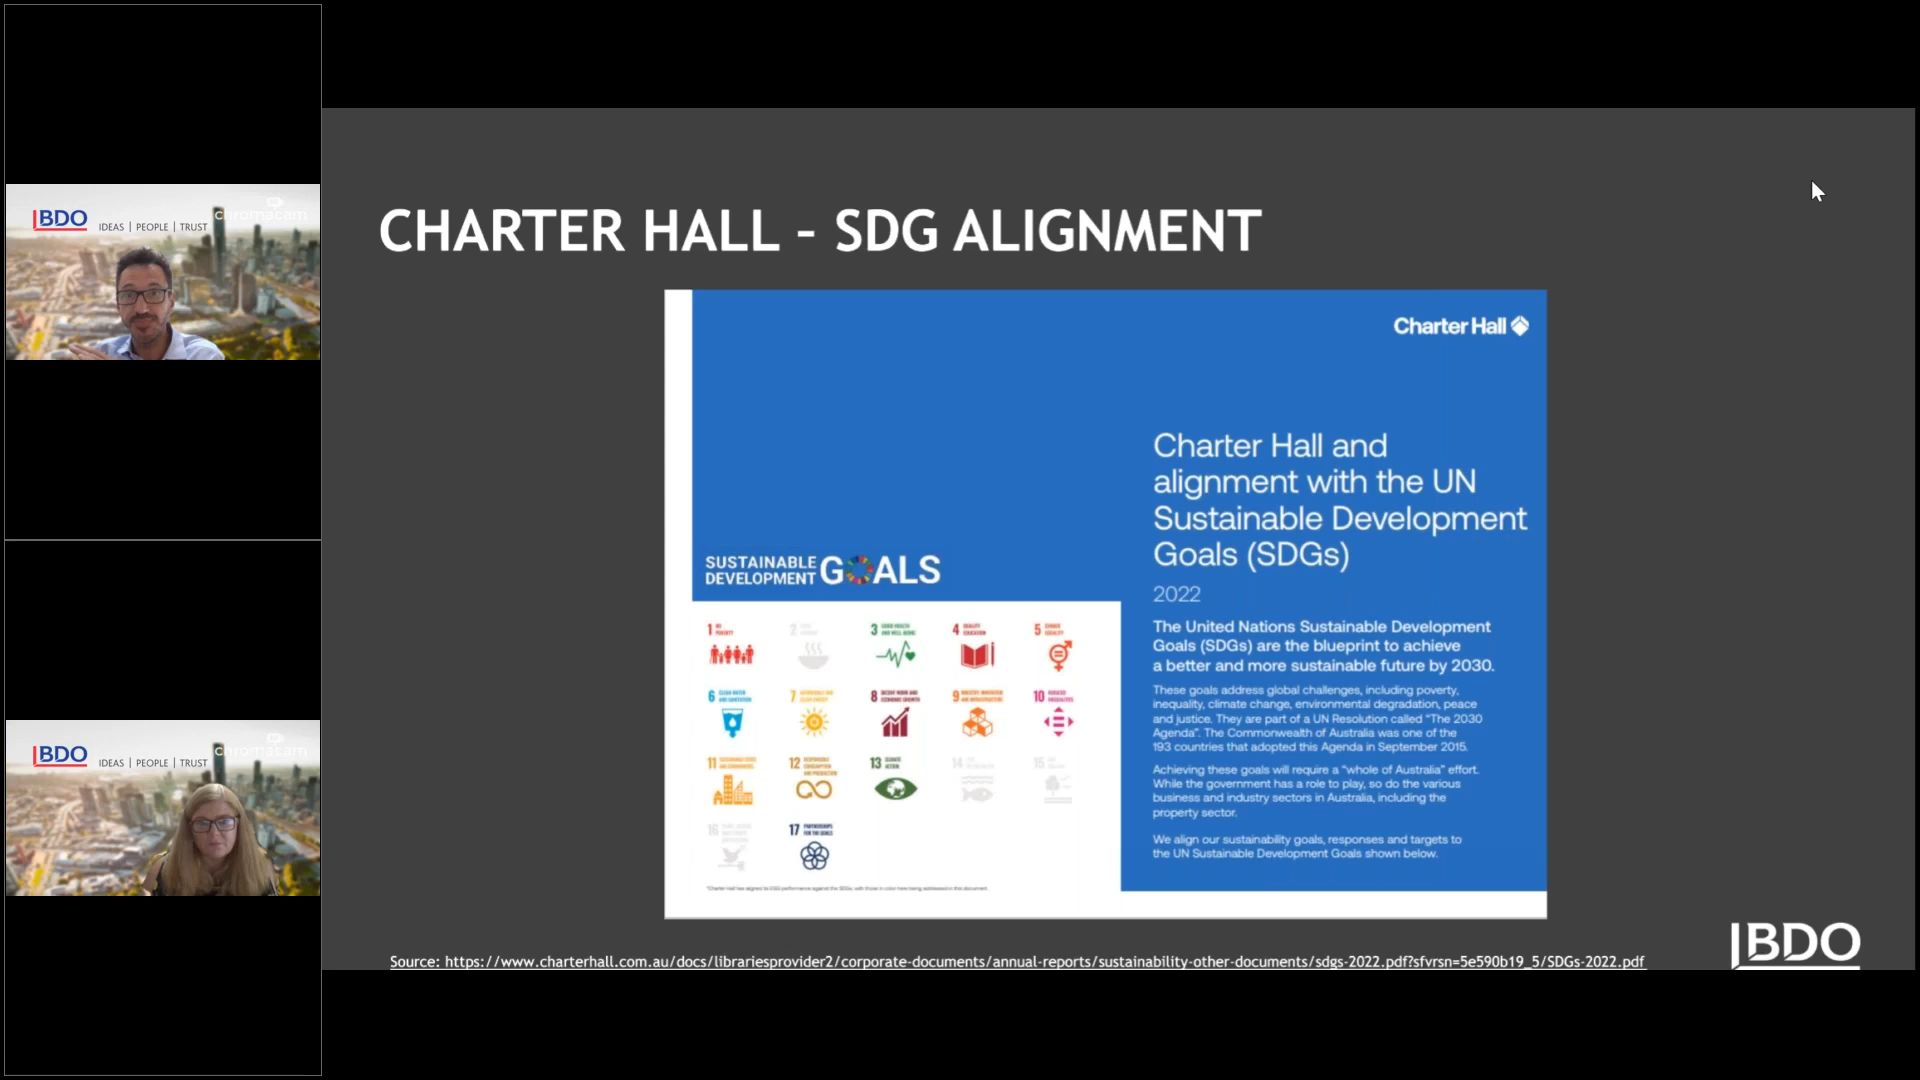 BDO IDEAS | PEOPLE | TRUST
chromacam
BDO IDEAS | PEOPLE | TRUST
chromacam
CHARTER HALL - SDG ALIGNMENT
Charter Hall
Charter Hall and
alignment with the UN
Sustainable Development
Goals (SDGs)
2022
The United Nations Sustainable Development
Goals (SDGs) are the blueprint to achieve
a better and more sustainable future by 2030.
These goals address global challenges, including poverty,
inequality, climate change, environmental degradation, peace
and justice. They are part of a UN Resolution called "The 2030
Agenda". The Commonwealth of Australia was one of the
193 countries that adopted this Agenda in September 2015.
Achieving these goals will require a "whole of Australia" effort.
While the government has a role to play, so do the various
business and industry sectors in Australia, including the
property sector.
We align our sustainability goals, responses and targets to
the UN Sustainable Development Goals shown below.
SUSTAINABLE
DEVELOPMENT GOALS
1 NO
POVERTY
2
3 GOOD HEALTH
AND WELL-BEING
4 QUALITY
EDUCATION
5 GENDER
EQUALITY
6 CLEAN WATER
AND SANITATION
7 AFFORDABLE AND
CLEAN ENERGY
8 DECENT WORK AND
ECONOMIC GROWTH
9 INDUSTRY, INNOVATION
AND INFRASTRUCTURE
10 REDUCED
INEQUALITIES
11 SUSTAINABLE CITIES
AND COMMUNITIES
12 RESPONSIBLE
CONSUMPTION
AND PRODUCTION
13 CLIMATE
ACTION
14
15
16
17 PARTNERSHIPS
FOR THE GOALS
Source: https://www.charterhall.com.au/docs/librariesprovider2/corporate-documents/annual-reports/sustainability-other-documents/sdgs-2022.pdf?sfvrsn=5e590b19_5/SDGs-2022.pdf
BDO